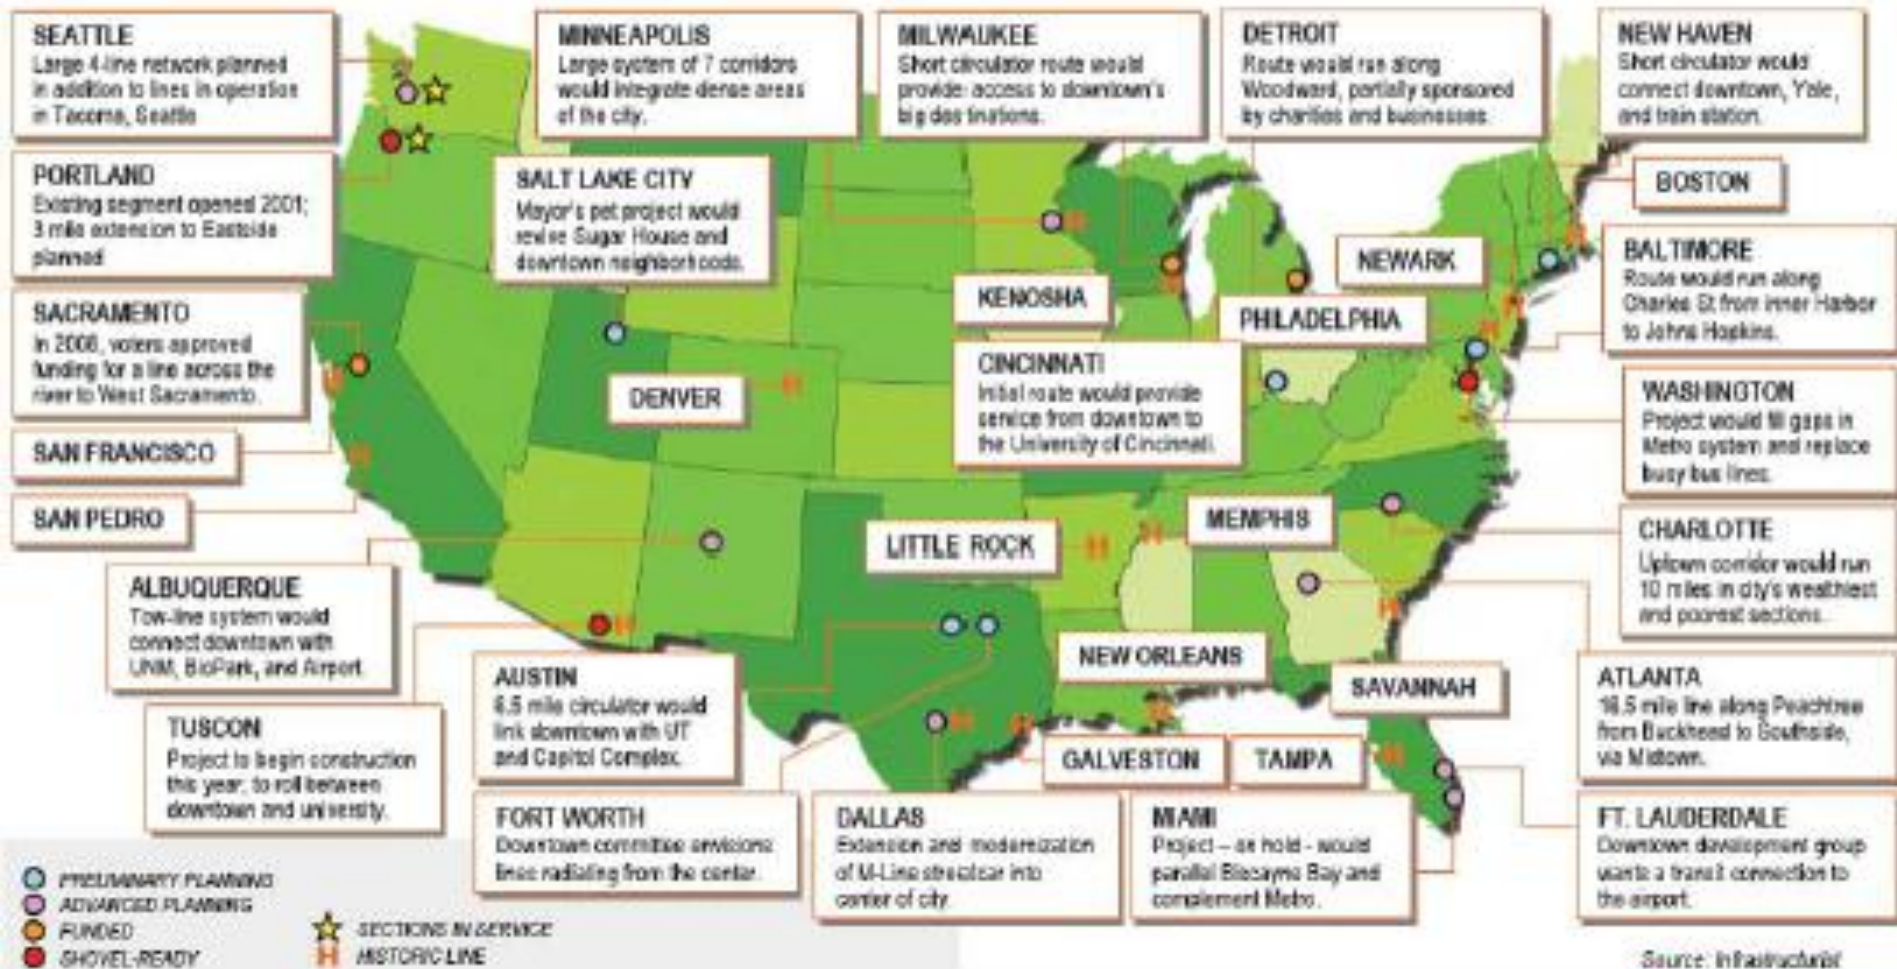 SEATTLE
Large 4-line network planned
in addition to lines in operation
in Tacoma, Seattle
PORTLAND
Existing segment opened 2001;
3 mile extension to Eastside
planned
SACRAMENTO
In 2006, voters approved
funding for a line across the
river to West Sacramento.
SAN FRANCISCO
SAN PEDRO
ALBUQUERQUE
Tow-line system would
connect downtown with
UNM, BioPark, and Airport.
TUSCON
Project to begin construction
this year; to roll between
downtown and university.
MINNEAPOLIS
Large system of 7 corridors
would integrate dense areas
of the city.
SALT LAKE CITY
Mayor's pet project would
revive Sugar House and
downtown neighborhoods.
DENVER
MILWAUKEE
Short circulator route would
provide access to downtown's
big destinations.
DETROIT
Route would run along
Woodward, partially sponsored
by charities and businesses.
NEW HAVEN
Short circulator would
connect downtown, Yale,
and train station.
BOSTON
NEWARK
KENOSHA
PHILADELPHIA
BALTIMORE
Route would run along
Charles St from Inner Harbor
to Johns Hopkins.
CINCINNATI
Initial route would provide
service from downtown to
the University of Cincinnati.
WASHINGTON
Project would fill gaps in
Metro system and replace
busy bus lines.
LITTLE ROCK
MEMPHIS
CHARLOTTE
Uptown corridor would run
10 miles in city's wealthiest
and poorest sections.
NEW ORLEANS
SAVANNAH
ATLANTA
16.5 mile line along Peachtree
from Buckhead to Southside,
via Midtown.
AUSTIN
6.5 mile circulator would
link downtown with UT
and Capitol Complex.
GALVESTON
TAMPA
FORT WORTH
Downtown committee envisions
lines radiating from the center.
DALLAS
Extension and modernization
of M-Line streetcar into
center of city.
MIAMI
Project – on hold - would
parallel Biscayne Bay and
complement Metro.
FT. LAUDERDALE
Downtown development group
wants a transit connection to
the airport.
PRELIMINARY PLANNING
ADVANCED PLANNING
FUNDED
SHOVEL-READY
SECTIONS IN SERVICE
H HISTORIC LINE
Source: Infrastructurist